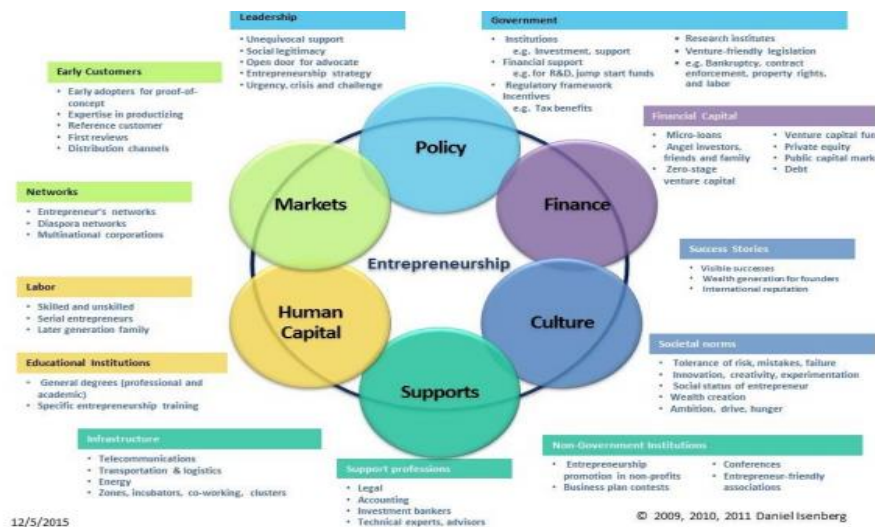 Leadership
• Unequivocal support
• Social legitimacy
• Open door for advocate
• Entrepreneurship strategy
• Urgency, crisis and challenge
Government
• Institutions
e.g. Investment, support
• Financial support
e.g. for R&D, jump start funds
• Regulatory framework
Incentives
e.g. Tax benefits
• Research institutes
• Venture-friendly legislation
• e.g. Bankruptcy, contract
enforcement, property rights,
and labor
Early Customers
• Early adopters for proof-of-
concept
• Expertise in productizing
• Reference customer
• First reviews
• Distribution channels
Financial Capital
• Micro-loans
• Angel investors,
friends and family
• Zero-stage
venture capital
• Venture capital fun
• Private equity
• Public capital mark
• Debt
Policy
Markets
Finance
Entrepreneurship
Human
Capital
Culture
Supports
Networks
• Entrepreneur's networks
• Diaspora networks
• Multinational corporations
Success Stories
• Visible successes
• Wealth generation for founders
• International reputation
Labor
• Skilled and unskilled
• Serial entrepreneurs
• Later generation family
Societal norms
• Tolerance of risk, mistakes, failure
• Innovation, creativity, experimentation
• Social status of entrepreneur
• Wealth creation
• Ambition, drive, hunger
Educational Institutions
• General degrees (professional and
academic)
• Specific entrepreneurship training
Infrastructure
• Telecommunications
• Transportation & logistics
• Energy
• Zones, incubators, co-working, clusters
Support professions
• Legal
• Accounting
• Investment bankers
• Technical experts, advisors
Non-Government Institutions
• Entrepreneurship
promotion in non-profits
• Business plan contests
• Conferences
• Entrepreneur-friendly
associations
12/5/2015
© 2009, 2010, 2011 Daniel Isenberg